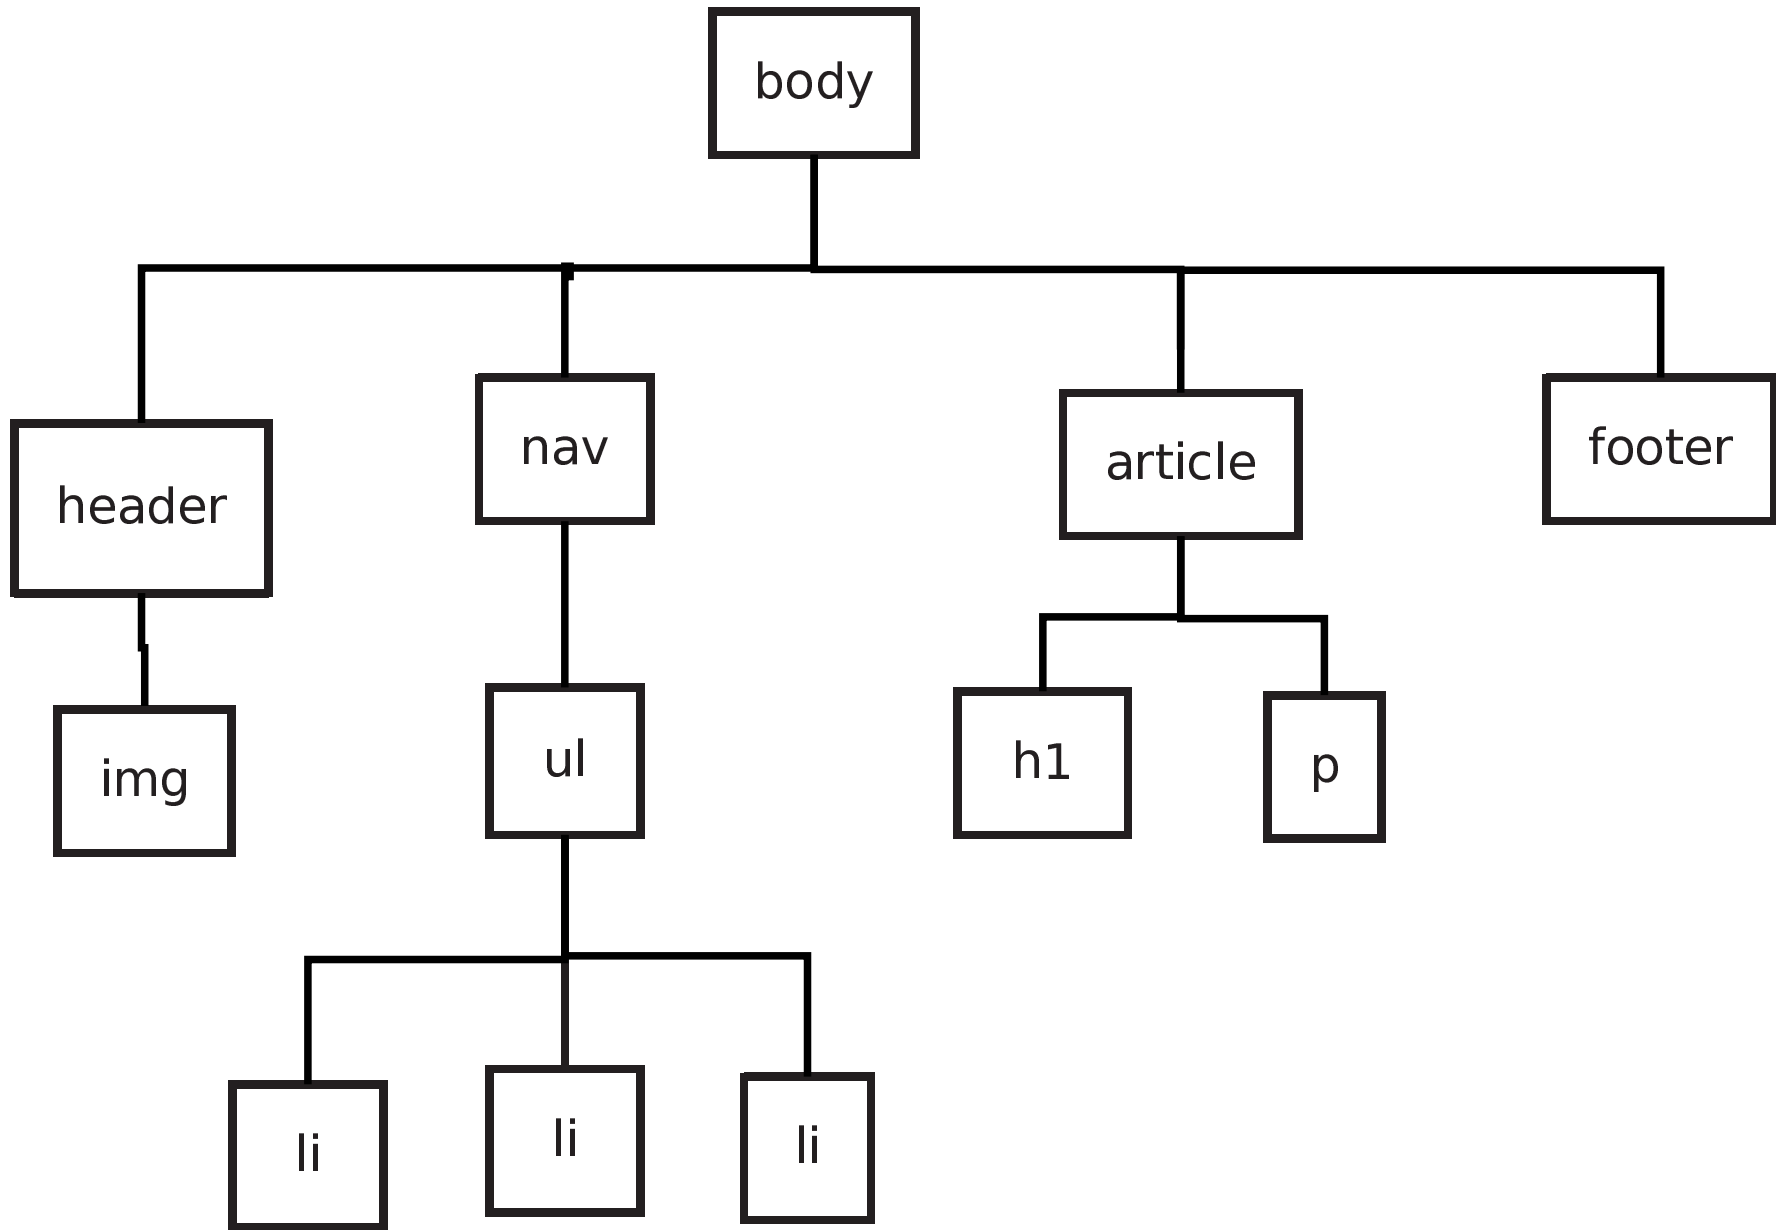 body
header
nav
article
footer
img
ul
h1
p
li
li
li